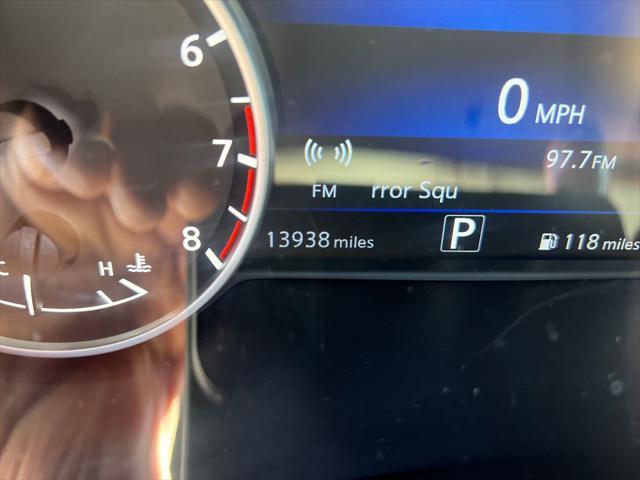 6
0 MPH
7
97.7FM
FM rror Squ
8
13938 miles P 118 miles
C H